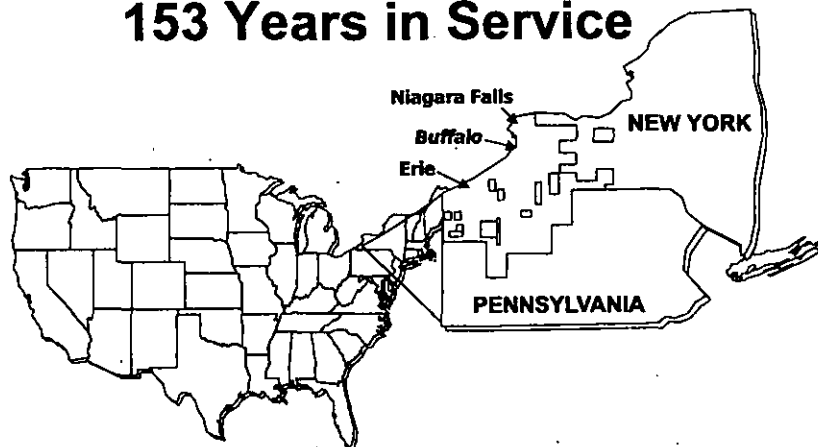 153 Years in Service
Niagara Falls
NEW YORK
Buffalo
Erie
PENNSYLVANIA